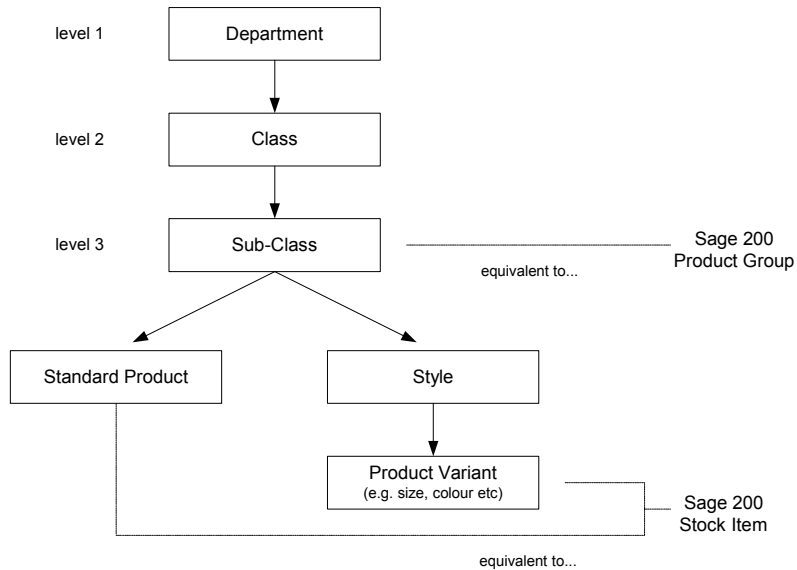 level 1
Department
level 2
Class
level 3
Sub-Class
Sage 200
Product Group
equivalent to...
Standard Product
Style
Product Variant
(e.g. size, colour etc)
Sage 200
Stock Item
equivalent to...